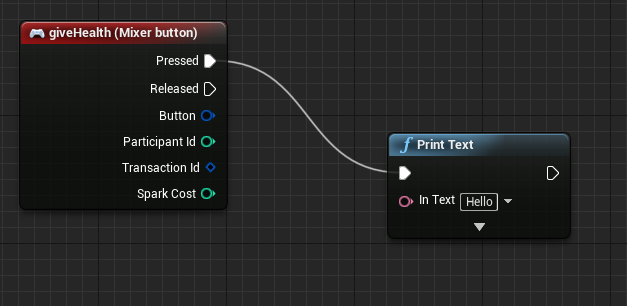 giveHealth (Mixer button)
Pressed
Released
Button
Participant Id
Transaction Id
Spark Cost
f Print Text
In Text Hello